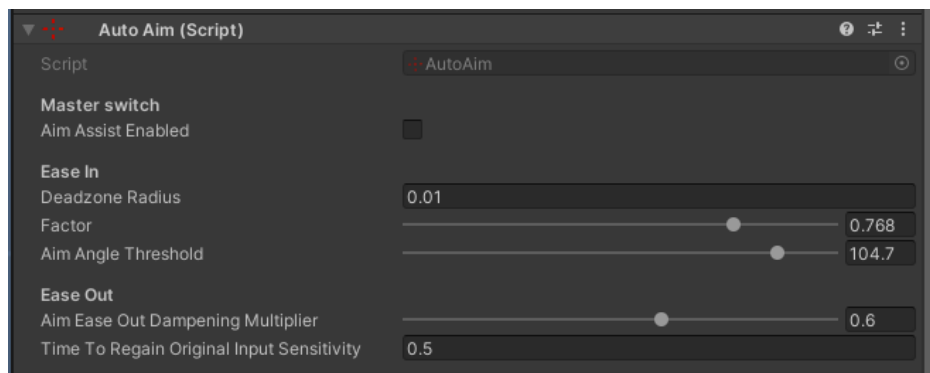 Auto Aim (Script)
Script AutoAim
Master switch
Aim Assist Enabled
Ease In
Deadzone Radius 0.01
Factor 0.768
Aim Angle Threshold 104.7
Ease Out
Aim Ease Out Dampening Multiplier 0.6
Time To Regain Original Input Sensitivity 0.5